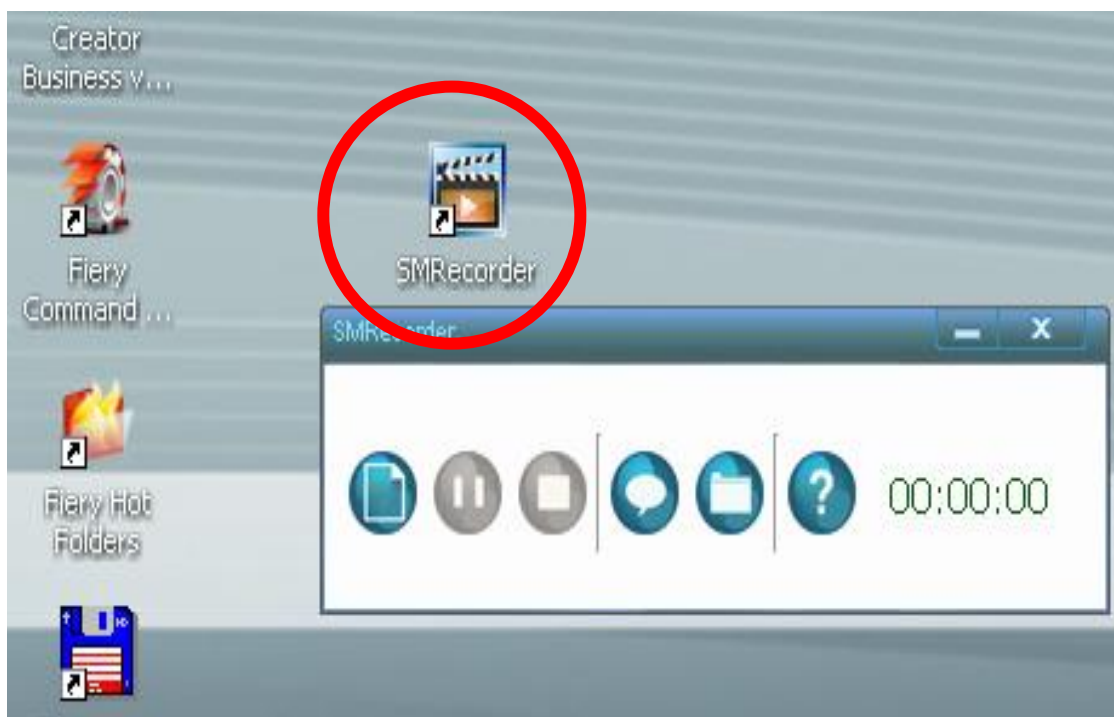 Creator
Business v...
Fiery
Command ...
Fiery Hot
Folders
SMRecorder
SMRecorder
00:00:00